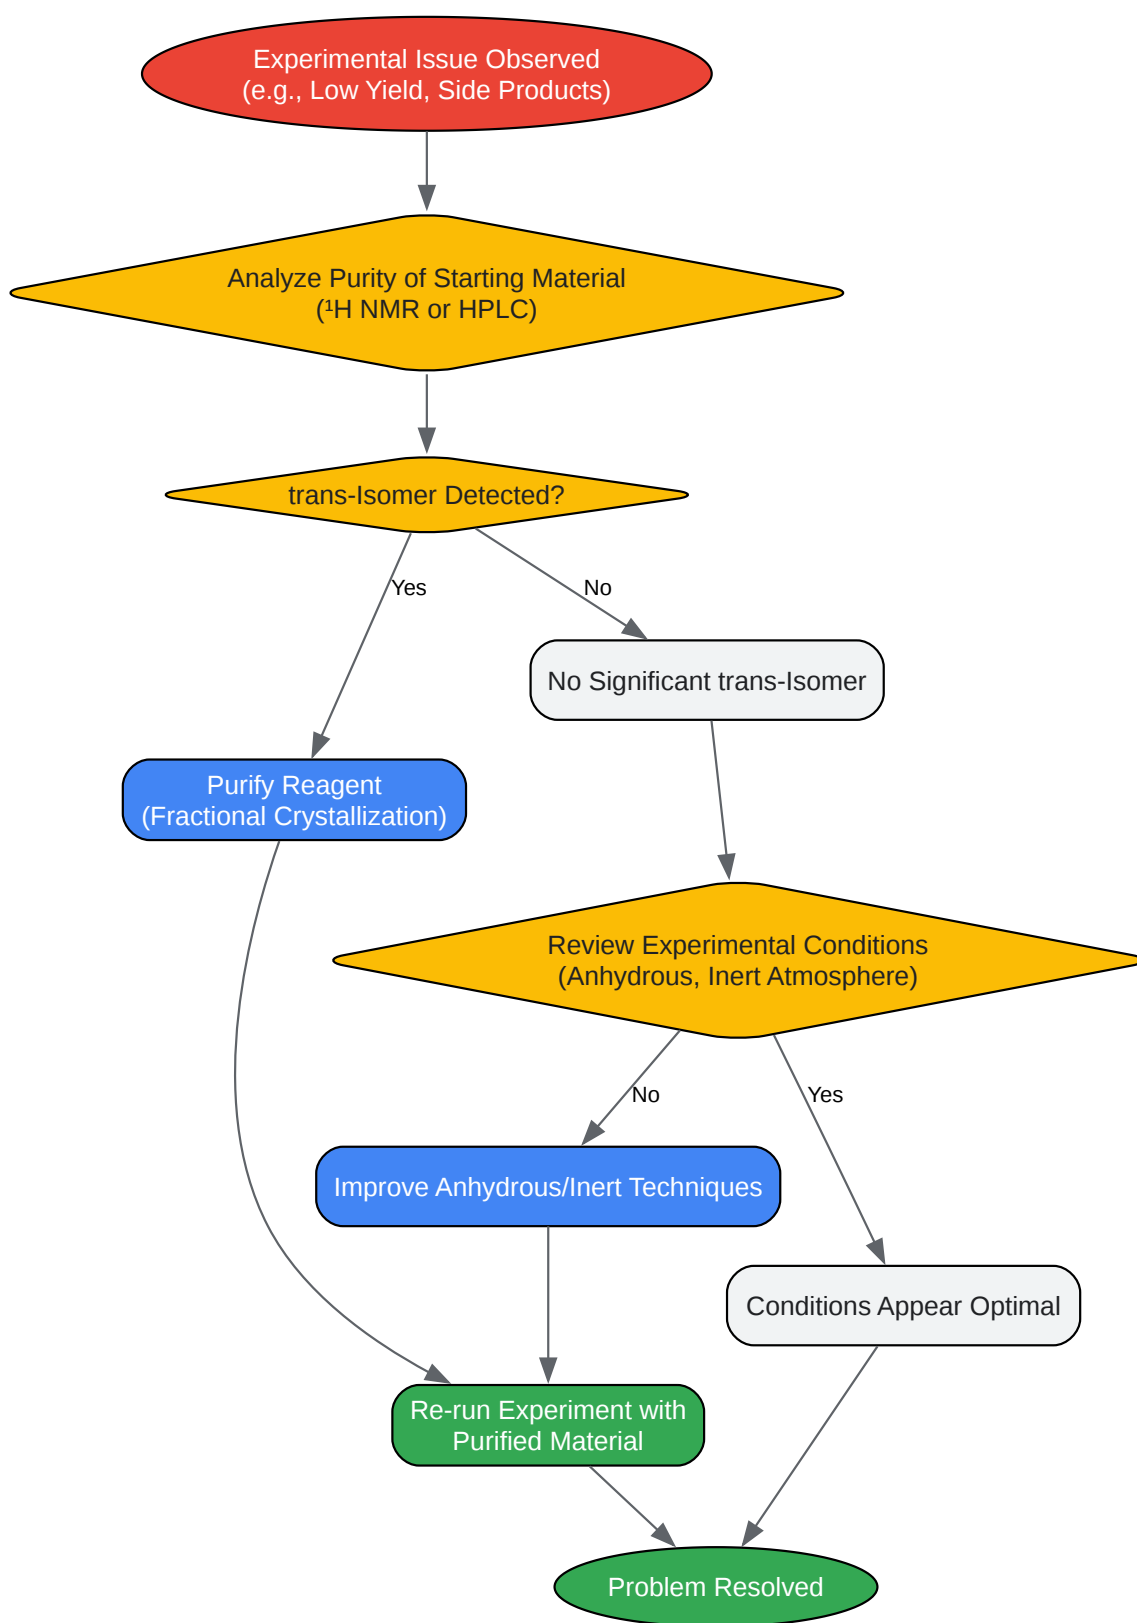 Experimental Issue Observed
(e.g., Low Yield, Side Products)
Analyze Purity of Starting Material
(¹H NMR or HPLC)
trans-Isomer Detected?
Yes
No
No Significant trans-Isomer
Purify Reagent
(Fractional Crystallization)
Review Experimental Conditions
(Anhydrous, Inert Atmosphere)
No
Yes
Improve Anhydrous/Inert Techniques
Conditions Appear Optimal
Re-run Experiment with
Purified Material
Problem Resolved